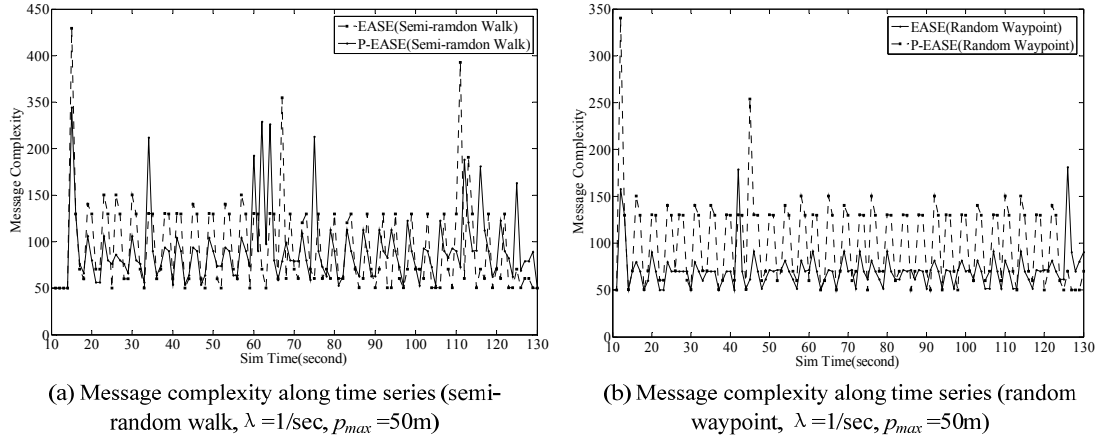 450
400
350
300
250
200
150
100
50
0
Message Complexity
EASE(Semi-ramdon Walk)
P-EASE(Semi-ramdon Walk)
10 20 30 40 50 60 70 80 90 100 110 120 130
Sim Time(second)
(a) Message complexity along time series (semi-
random walk, λ =1/sec, pmax =50m)
350
300
250
200
150
100
50
0
Message Complexity
EASE(Random Waypoint)
P-EASE(Random Waypoint)
10 20 30 40 50 60 70 80 90 100 110 120 130
Sim Time(second)
(b) Message complexity along time series (random
waypoint, λ =1/sec, pmax =50m)